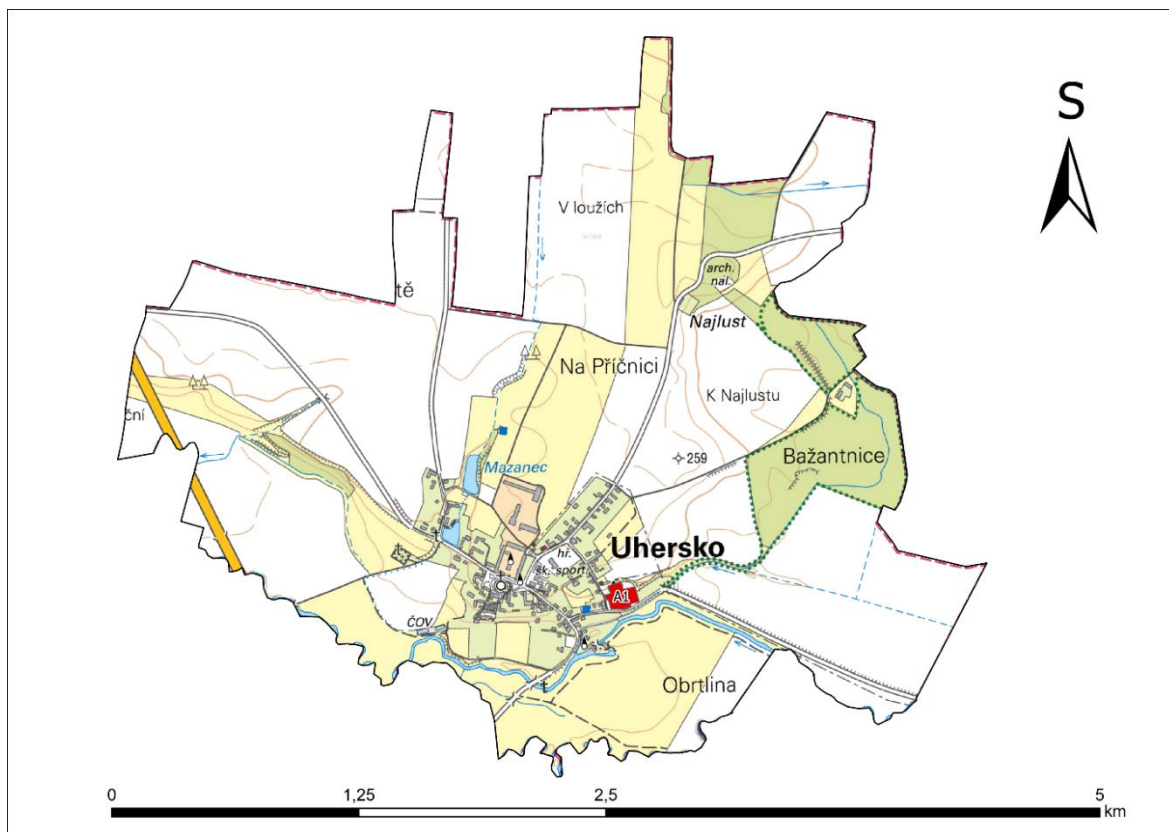 S
V loužích
arch.
nal.
tě
Najlust
Na Příčnici
K Najlustu
ční
Bažantnice
259
Mazanec
Uhersko
hř.
šk. sport.
A1
ČOV
Obrtlina
0 1,25 2,5 5
km